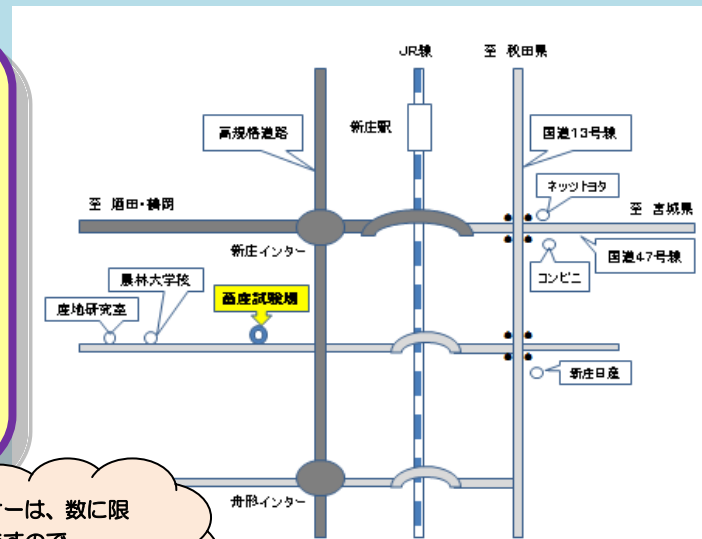 JR線
至 秋田県
高規格道路
新庄駅
国道13号線
ネッツトヨタ
至 酒田・鶴岡
至 宮城県
新庄インター
国道47号線
コンビニ
農林大学校
畜産試験場
産地研究室
新庄日産
舟形インター
ーは、数に限
ますので